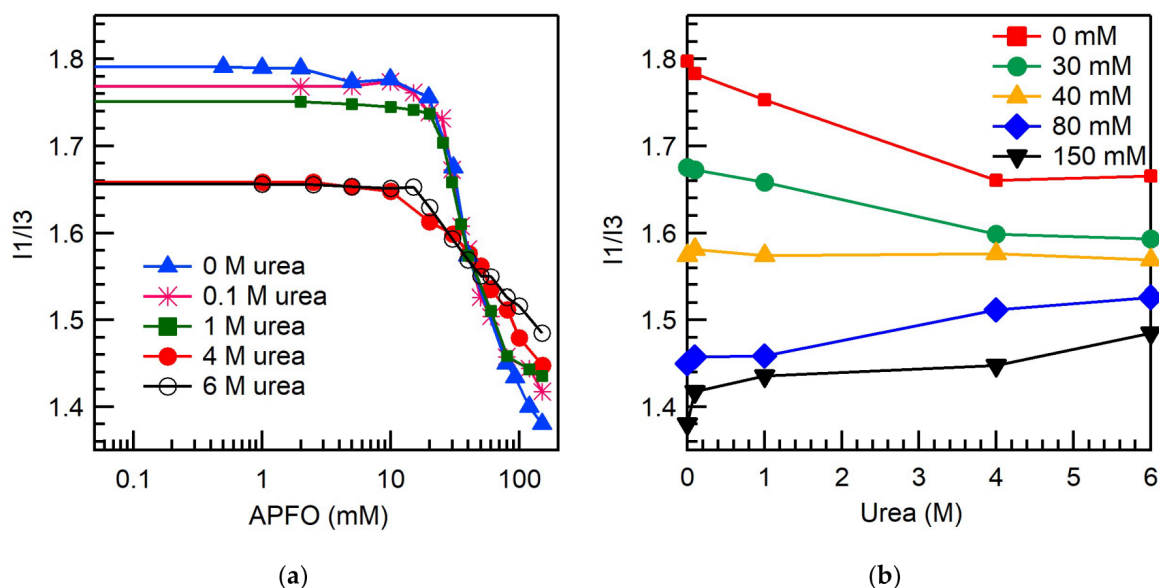 I1/I3
1.8
1.7
1.6
1.5
1.4
0 M urea
0.1 M urea
1 M urea
4 M urea
6 M urea
0.1
1
10
100
APFO (mM)
(a)
I1/I3
1.8
1.7
1.6
1.5
1.4
0 mM
30 mM
40 mM
80 mM
150 mM
0
1
2
3
4
5
6
Urea (M)
(b)